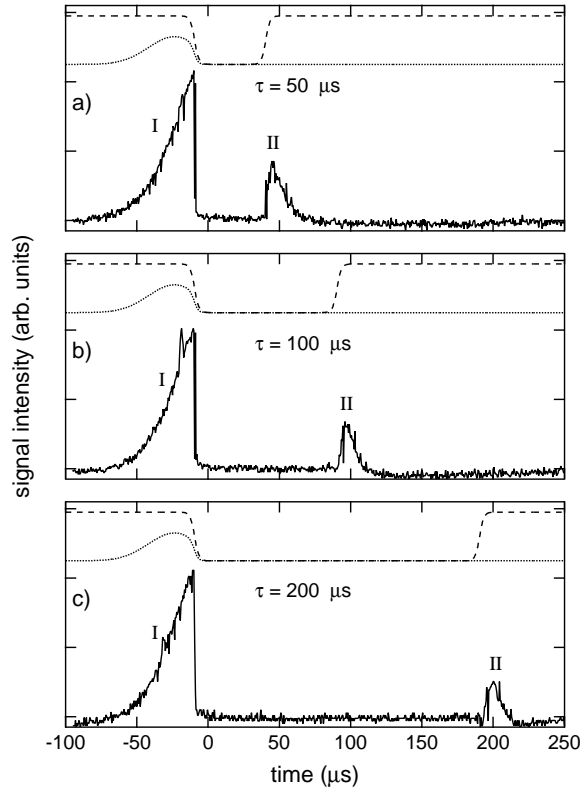 a)
I
II
τ = 50 μs
b)
I
II
τ = 100 μs
c)
I
II
τ = 200 μs
signal intensity (arb. units)
-100 -50 0 50 100 150 200 250
time (μs)